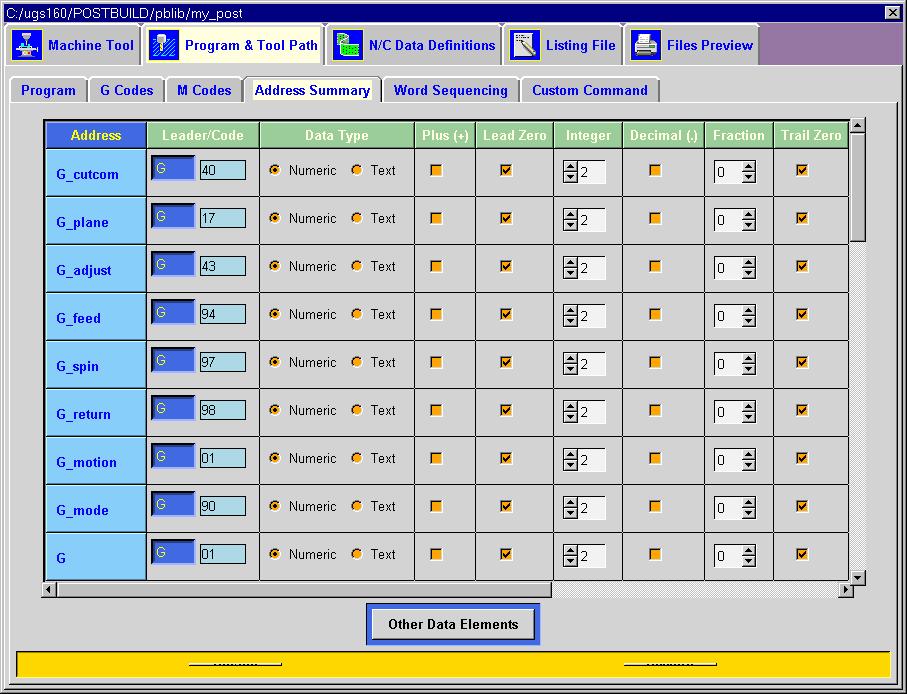 C:/ugs160/POSTBUILD/pblib/my_post
Machine Tool Program & Tool Path N/C Data Definitions Listing File Files Preview
Program G Codes M Codes Address Summary Word Sequencing Custom Command
Address Leader/Code Data Type Plus (+) Lead Zero Integer Decimal (.) Fraction Trail Zero
G_cutcom G 40 Numeric Text 2 0
G_plane G 17 Numeric Text 2 0
G_adjust G 43 Numeric Text 2 0
G_feed G 94 Numeric Text 2 0
G_spin G 97 Numeric Text 2 0
G_return G 98 Numeric Text 2 0
G_motion G 01 Numeric Text 2 0
G_mode G 90 Numeric Text 2 0
G G 01 Numeric Text 2 0
Other Data Elements